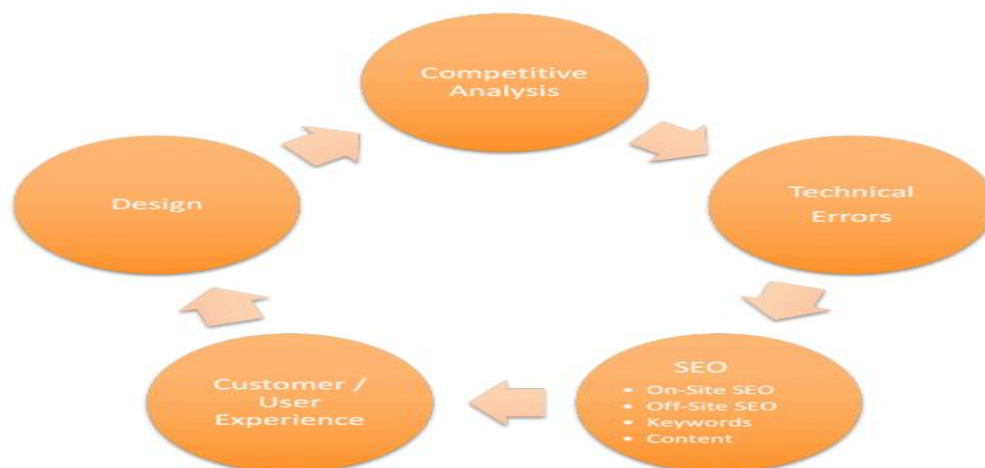 Competitive
Analysis
Technical
Errors
SEO
• On-Site SEO
• Off-Site SEO
• Keywords
• Content
Customer /
User
Experience
Design